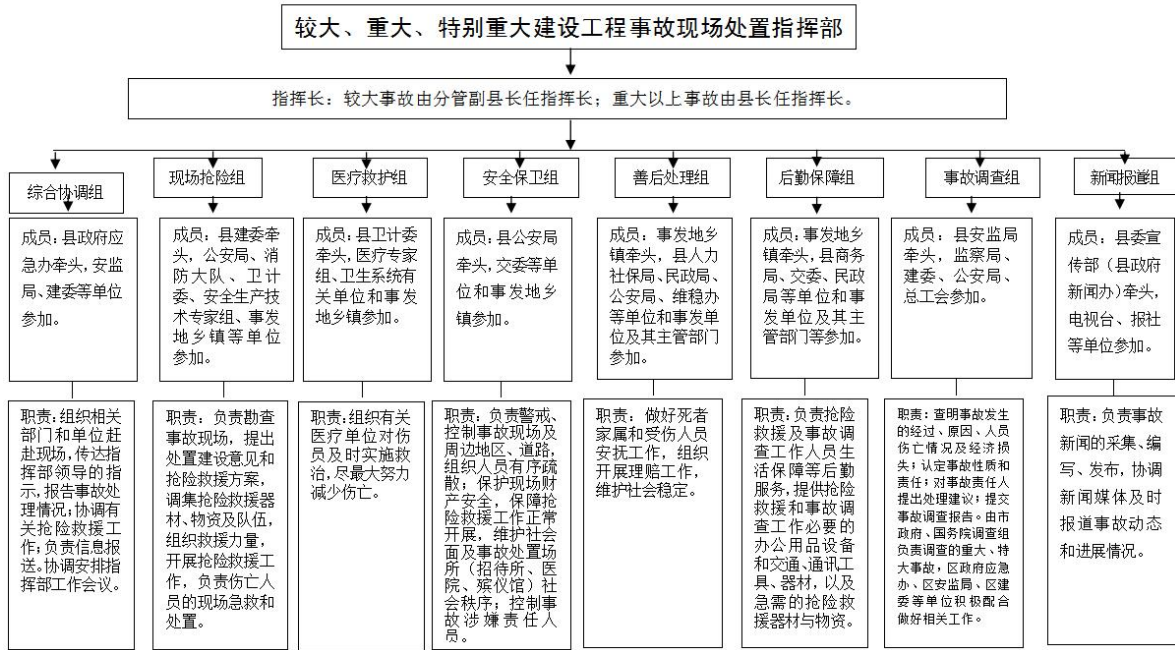 较大、重大、特别重大建设工程事故现场处置指挥部
指挥长：较大事故由分管副县长任指挥长；重大以上事故由县长任指挥长。
综合协调组
成员：县政府应
急办牵头，安监
局、建委等单位
参加。
职责：组织相关
部门和单位赶
赴现场，传达指
挥部领导的指
示，报告事故处
理情况；协调有
关抢险救援工
作；负责信息报
送。协调安排指
挥部工作会议。
现场抢险组
成员：县建委牵
头，公安局、消
防大队、卫计
委、安全生产技
术专家组、事发
地乡镇等单位
参加。
职责：负责勘查
事故现场，提出
处置建设意见和
抢险救援方案，
调集抢险救援器
材、物资及队伍，
组织救援力量，
开展抢险救援工
作，负责伤亡人
员的现场急救和
处置。
医疗救护组
成员：县卫计委
牵头，医疗专家
组、卫生系统有
关单位和事发
地乡镇参加。
职责：组织有关
医疗单位对伤
员及时实施救
治，尽最大努力
减少伤亡。
安全保卫组
成员：县公安局
牵头，交委等单
位和事发地乡
镇参加。
职责：负责警戒、
控制事故现场及
周边地区、道路，
组织人员有序疏
散；保护现场财
产安全，保障抢
险救援工作正常
开展，维护社会
面及事故处置场
所（招待所、医
院、殡仪馆）社
会秩序；控制事
故涉嫌责任人
员。
善后处理组
成员：事发地乡
镇牵头，县人力
社保局、民政局、
公安局、维稳办
等单位和事发单
位及其主管部门
参加。
职责：做好死者
家属和受伤人员
安抚工作，组织
开展理赔工作，
维护社会稳定。
后勤保障组
成员：事发地乡
镇牵头，县商务
局、交委、民政
局等单位和事
发单位及其主
管部门等参加。
职责：负责抢险
救援及事故调
查工作人员生
活保障等后勤
服务，提供抢险
救援和事故调
查工作必要的
办公用品设备
和交通、通讯工
具、器材，以及
急需的抢险救
援器材与物资。
事故调查组
成员：县安监局
牵头，监察局、
建委、公安局、
总工会参加。
职责：查明事故发生
的经过、原因、人员
伤亡情况及经济损
失；认定事故性质和
责任；对事故责任人
提出处理建议；提交
事故调查报告。由市
政府、国务院调查组
负责调查的重大、特
大事故，区政府应急
办、区安监局、区建
委等单位积极配合
做好相关工作。
新闻报道组
成员：县委宣
传部（县政府
新闻办）牵头，
电视台、报社
等单位参加。
职责：负责事故
新闻的采集、编
写、发布，协调
新闻媒体及时
报道事故动态
和进展情况。